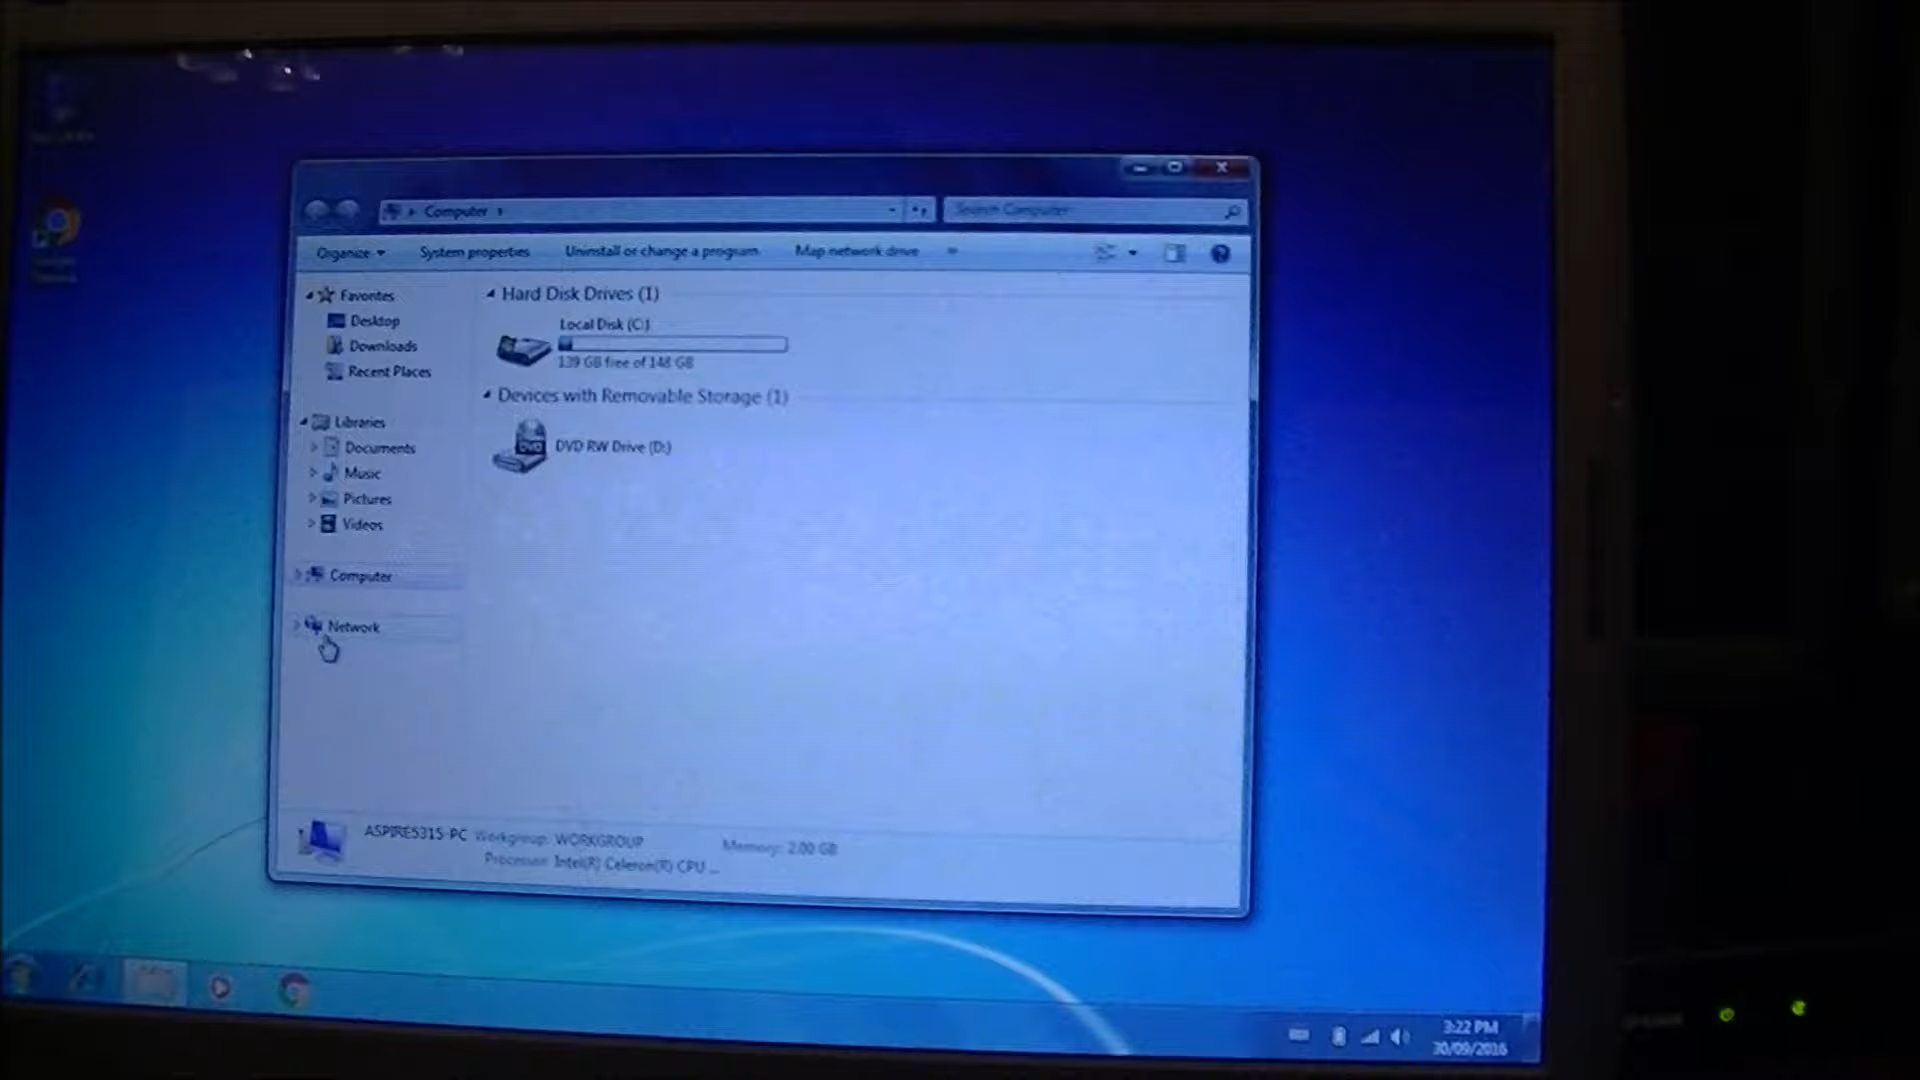 Computer
Search Computer
Organize
System properties
Uninstall or change a program
Map network drive
Favorites
Desktop
Downloads
Recent Places
Libraries
Documents
Music
Pictures
Videos
Computer
Network
Hard Disk Drives (1)
Local Disk (C:)
139 GB free of 148 GB
Devices with Removable Storage (1)
DVD
DVD RW Drive (D:)
ASPIRE5315-PC Workgroup: WORKGROUP Memory: 2.00 GB
Processor: Intel(R) Celeron(R) CPU ...
3:22 PM
30/09/2016